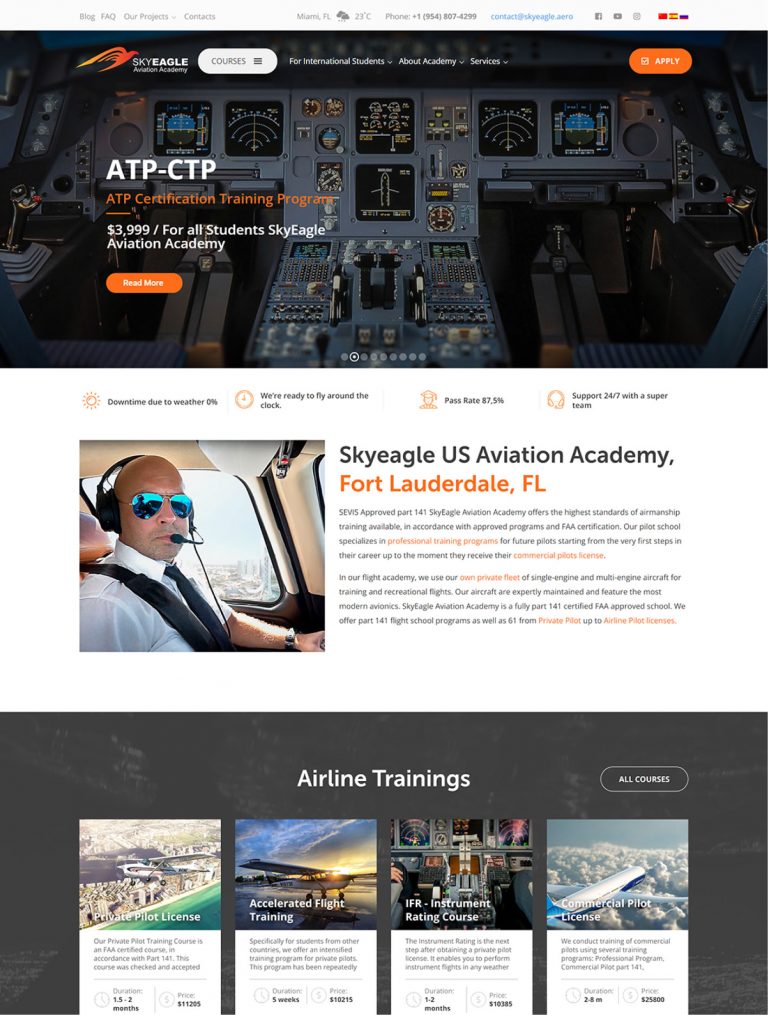 Blog FAQ Our Projects Contacts Miami, FL 23°C Phone: +1 (954) 807-4299 contact@skyeagle.aero
SKYEAGLE
Aviation Academy
COURSES For International Students About Academy Services APPLY
ATP-CTP
ATP Certification Training Program
$3,999 / For all Students SkyEagle
Aviation Academy
Read More
Downtime due to weather 0%
We're ready to fly around the
clock.
Pass Rate 87,5%
Support 24/7 with a super
team
Skyeagle US Aviation Academy,
Fort Lauderdale, FL
SEVIS Approved part 141 SkyEagle Aviation Academy offers the highest standards of airmanship
training available, in accordance with approved programs and FAA certification. Our pilot school
specializes in professional training programs for future pilots starting from the very first steps in
their career up to the moment they receive their commercial pilots license.
In our flight academy, we use our own private fleet of single-engine and multi-engine aircraft for
training and recreational flights. Our aircraft are expertly maintained and feature the most
modern avionics. SkyEagle Aviation Academy is a fully part 141 certified FAA approved school. We
offer part 141 flight school programs as well as 61 from Private Pilot up to Airline Pilot licenses.
Airline Trainings
ALL COURSES
Private Pilot License
Our Private Pilot Training Course is
an FAA certified course, in
accordance with Part 141. This
course was checked and accepted
Duration:
1.5 - 2
months
Price:
$11205
Accelerated Flight
Training
Specifically for students from other
countries, we offer an intensified
training program for private pilots.
This program has been repeatedly
Duration:
5 weeks
Price:
$10215
IFR - Instrument
Rating Course
The Instrument Rating is the next
step after obtaining a private pilot
license. It enables you to perform
instrument flights in any weather
Duration:
1-2
months
Price:
$10385
Commercial Pilot
License
We conduct training of commercial
pilots using several training
programs: Professional Program,
Commercial Pilot part 141,
Duration:
2-8 m
Price:
$25800